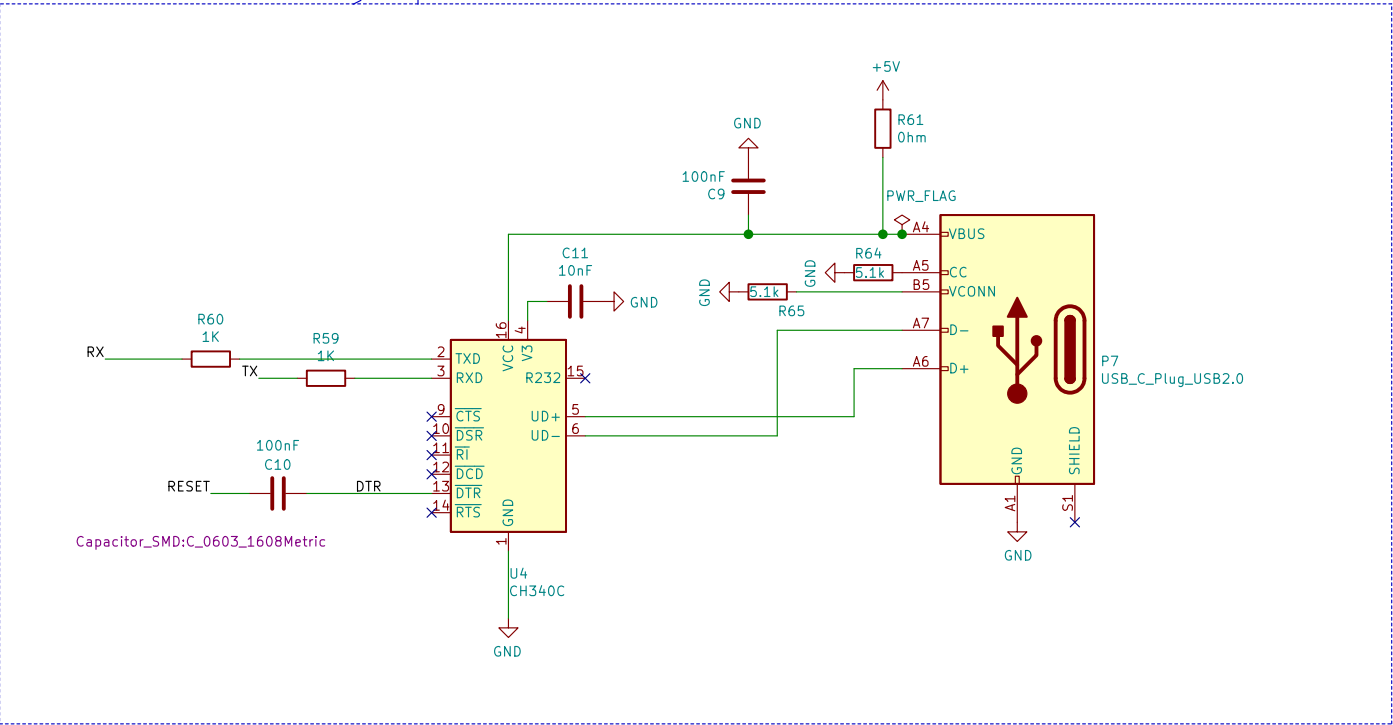 +5V
R61
0hm
GND
100nF
C9
PWR_FLAG
A4
VBUS
C11
10nF
GND
R64
5.1k
GND
A5
CC
GND
5.1k
R65
B5
VCONN
A7
D-
A6
D+
P7
USB_C_Plug_USB2.0
GND
SHIELD
A1
S1
GND
R60
1K
RX
R59
1K
TX
16
4
VCC
V3
2
TXD
3
RXD
R232
15
9
CTS
10
DSR
11
RI
12
DCD
13
DTR
14
RTS
UD+
5
UD-
6
GND
1
100nF
C10
RESET
DTR
Capacitor_SMD:C_0603_1608Metric
U4
CH340C
GND